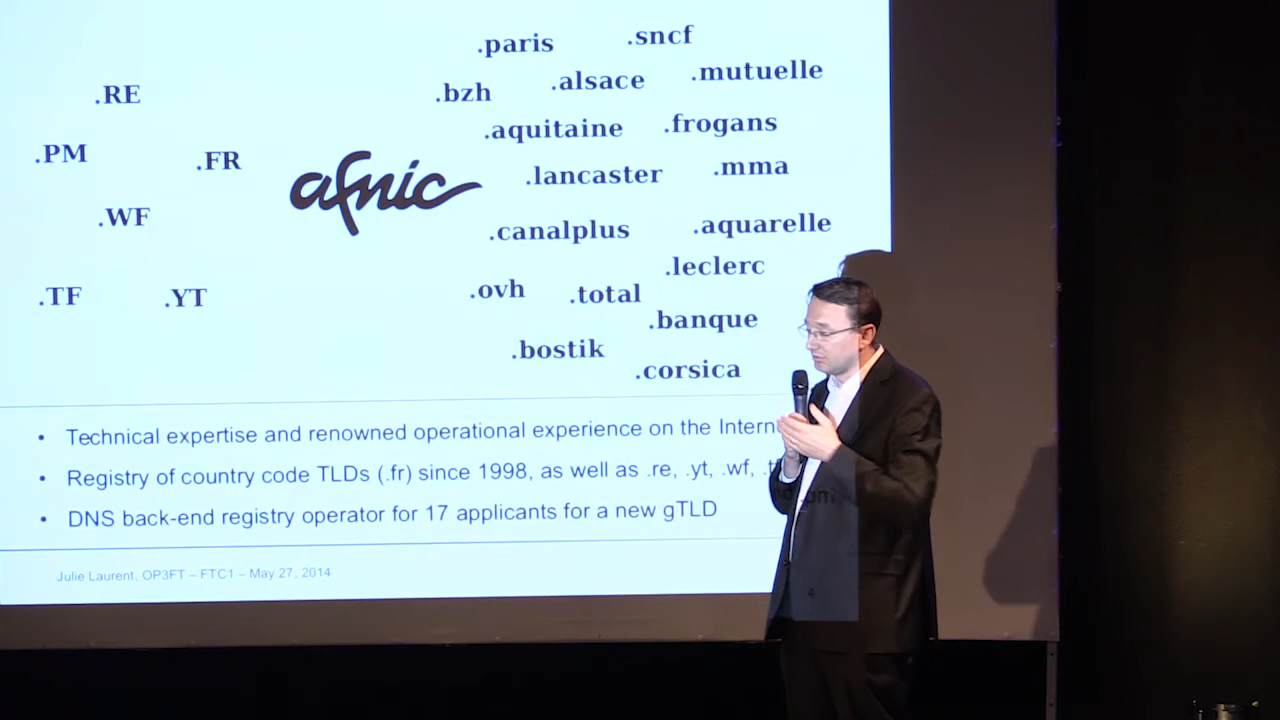 .paris .sncf
.RE .bzh .alsace .mutuelle
.aquitaine .frogans
.PM .FR afnic .lancaster .mma
.WF .canalplus .aquarelle
.leclerc
.TF .YT .ovh .total
.banque
.bostik
.corsica
• Technical expertise and renowned operational experience on the
• Registry of country code TLDs (.fr) since 1998, as well as .re, .yt, .wf,
• DNS back-end registry operator for 17 applicants for a new gTLD
Julie Laurent, OP3FT – FTC1 – May 27, 2014